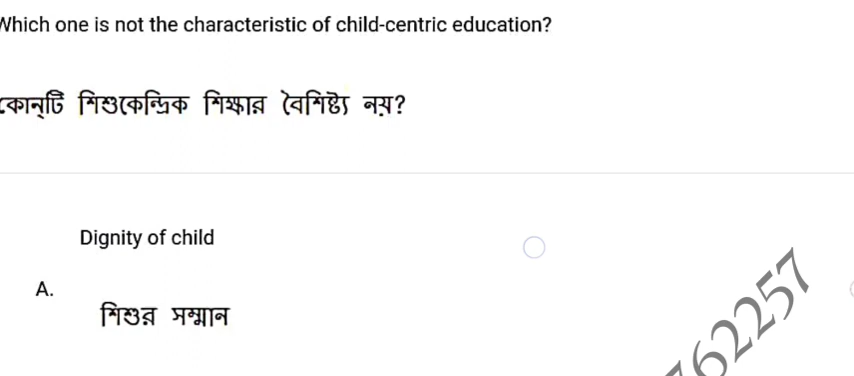 Which one is not the characteristic of child-centric education?
কোন্‌টি শিশুকেন্দ্রিক শিক্ষার বৈশিষ্ট্য নয়?
Dignity of child
A.
শিশুর সম্মান
62257